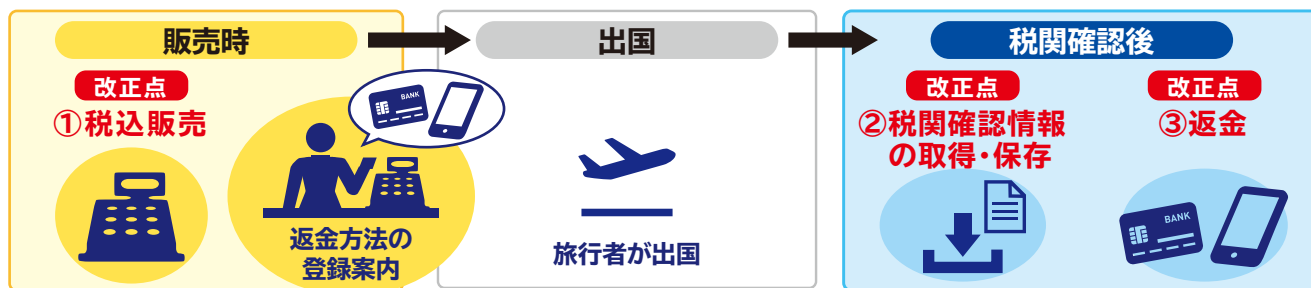 販売時
改正点
①税込販売
BANK
返金方法の
登録案内
出国
旅行者が出国
税関確認後
改正点
②税関確認情報
の取得・保存
改正点
③返金
BANK